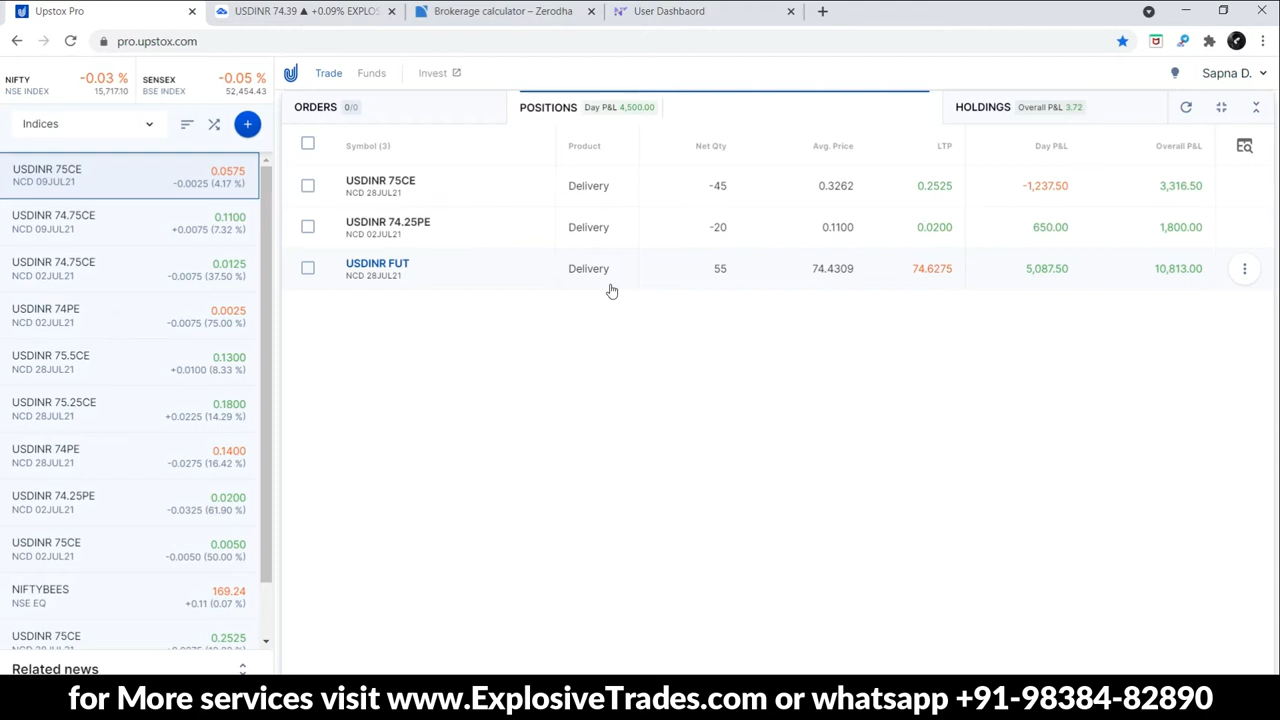 Upstox Pro
USDINR 74.39 ▲ +0.09% EXPLOS
Brokerage calculator – Zerodha
User Dashbaord
pro.upstox.com
NIFTY -0.03 %
NSE INDEX 15,717.10
SENSEX -0.05 %
BSE INDEX 52,454.43
Trade Funds Invest
Sapna D.
Indices
ORDERS 0/0
POSITIONS Day P&L 4,500.00
HOLDINGS Overall P&L 3.72
Symbol (3) Product Net Qty Avg. Price LTP Day P&L Overall P&L
USDINR 75CE Delivery -45 0.3262 0.2525 -1,237.50 3,316.50
NCD 28JUL21
USDINR 74.25PE Delivery -20 0.1100 0.0200 650.00 1,800.00
NCD 02JUL21
USDINR FUT Delivery 55 74.4309 74.6275 5,087.50 10,813.00
NCD 28JUL21
USDINR 75CE 0.0575
NCD 09JUL21 -0.0025 (4.17 %)
USDINR 74.75CE 0.1100
NCD 09JUL21 +0.0075 (7.32 %)
USDINR 74.75CE 0.0125
NCD 02JUL21 -0.0075 (37.50 %)
USDINR 74PE 0.0025
NCD 02JUL21 -0.0075 (75.00 %)
USDINR 75.5CE 0.1300
NCD 28JUL21 +0.0100 (8.33 %)
USDINR 75.25CE 0.1800
NCD 28JUL21 +0.0225 (14.29 %)
USDINR 74PE 0.1400
NCD 28JUL21 -0.0275 (16.42 %)
USDINR 74.25PE 0.0200
NCD 02JUL21 -0.0325 (61.90 %)
USDINR 75CE 0.0050
NCD 02JUL21 -0.0050 (50.00 %)
NIFTYBEES 169.24
NSE EQ +0.11 (0.07 %)
USDINR 75CE 0.2525
Related news
for More services visit www.ExplosiveTrades.com or whatsapp +91-98384-82890